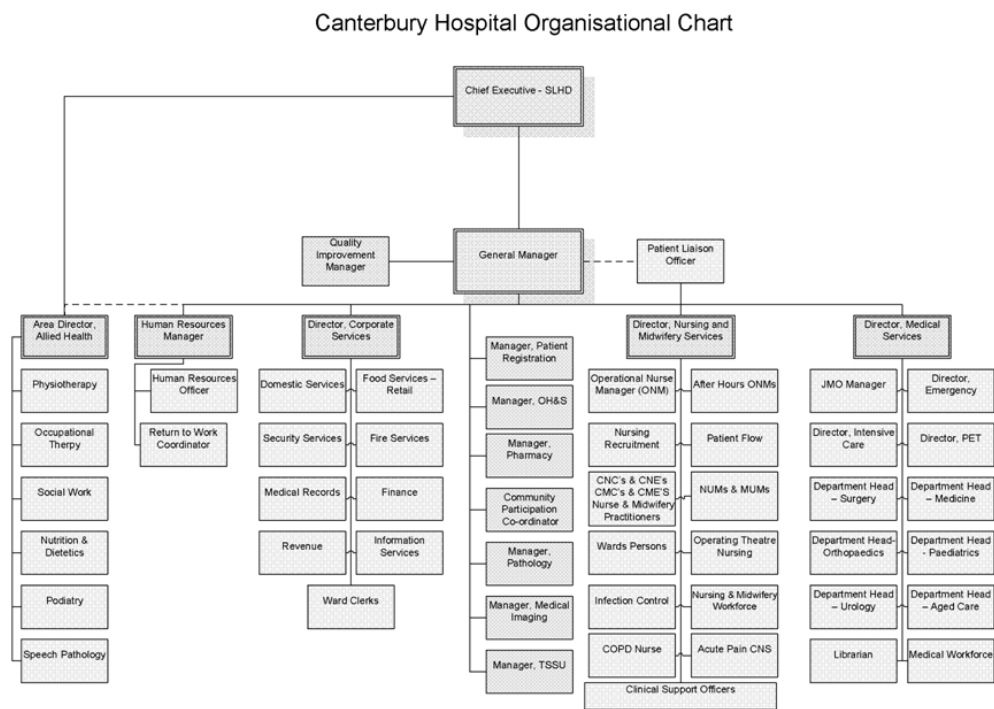 Canterbury Hospital Organisational Chart
Chief Executive - SLHD
Quality
Improvement
Manager
General Manager
Patient Liaison
Officer
Area Director,
Allied Health
Human Resources
Manager
Director, Corporate
Services
Director, Nursing and
Midwifery Services
Director, Medical
Services
Physiotherapy
Occupational
Therpy
Social Work
Nutrition &
Dietetics
Podiatry
Speech Pathology
Human Resources
Officer
Return to Work
Coordinator
Domestic Services
Food Services –
Retail
Security Services
Fire Services
Medical Records
Finance
Revenue
Information
Services
Ward Clerks
Manager, Patient
Registration
Manager, OH&S
Manager,
Pharmacy
Community
Participation
Co-ordinator
Manager,
Pathology
Manager, Medical
Imaging
Manager, TSSU
Operational Nurse
Manager (ONM)
After Hours ONMs
Nursing
Recruitment
Patient Flow
CNC's & CNE's
CMC's & CME'S
Nurse & Midwifery
Practitioners
NUMs & MUMs
Wards Persons
Operating Theatre
Nursing
Infection Control
Nursing & Midwifery
Workforce
COPD Nurse
Acute Pain CNS
Clinical Support Officers
JMO Manager
Director,
Emergency
Director, Intensive
Care
Director, PET
Department Head
– Surgery
Department Head
– Medicine
Department Head-
Orthopaedics
Department Head
- Paediatrics
Department Head
– Urology
Department Head
– Aged Care
Librarian
Medical Workforce